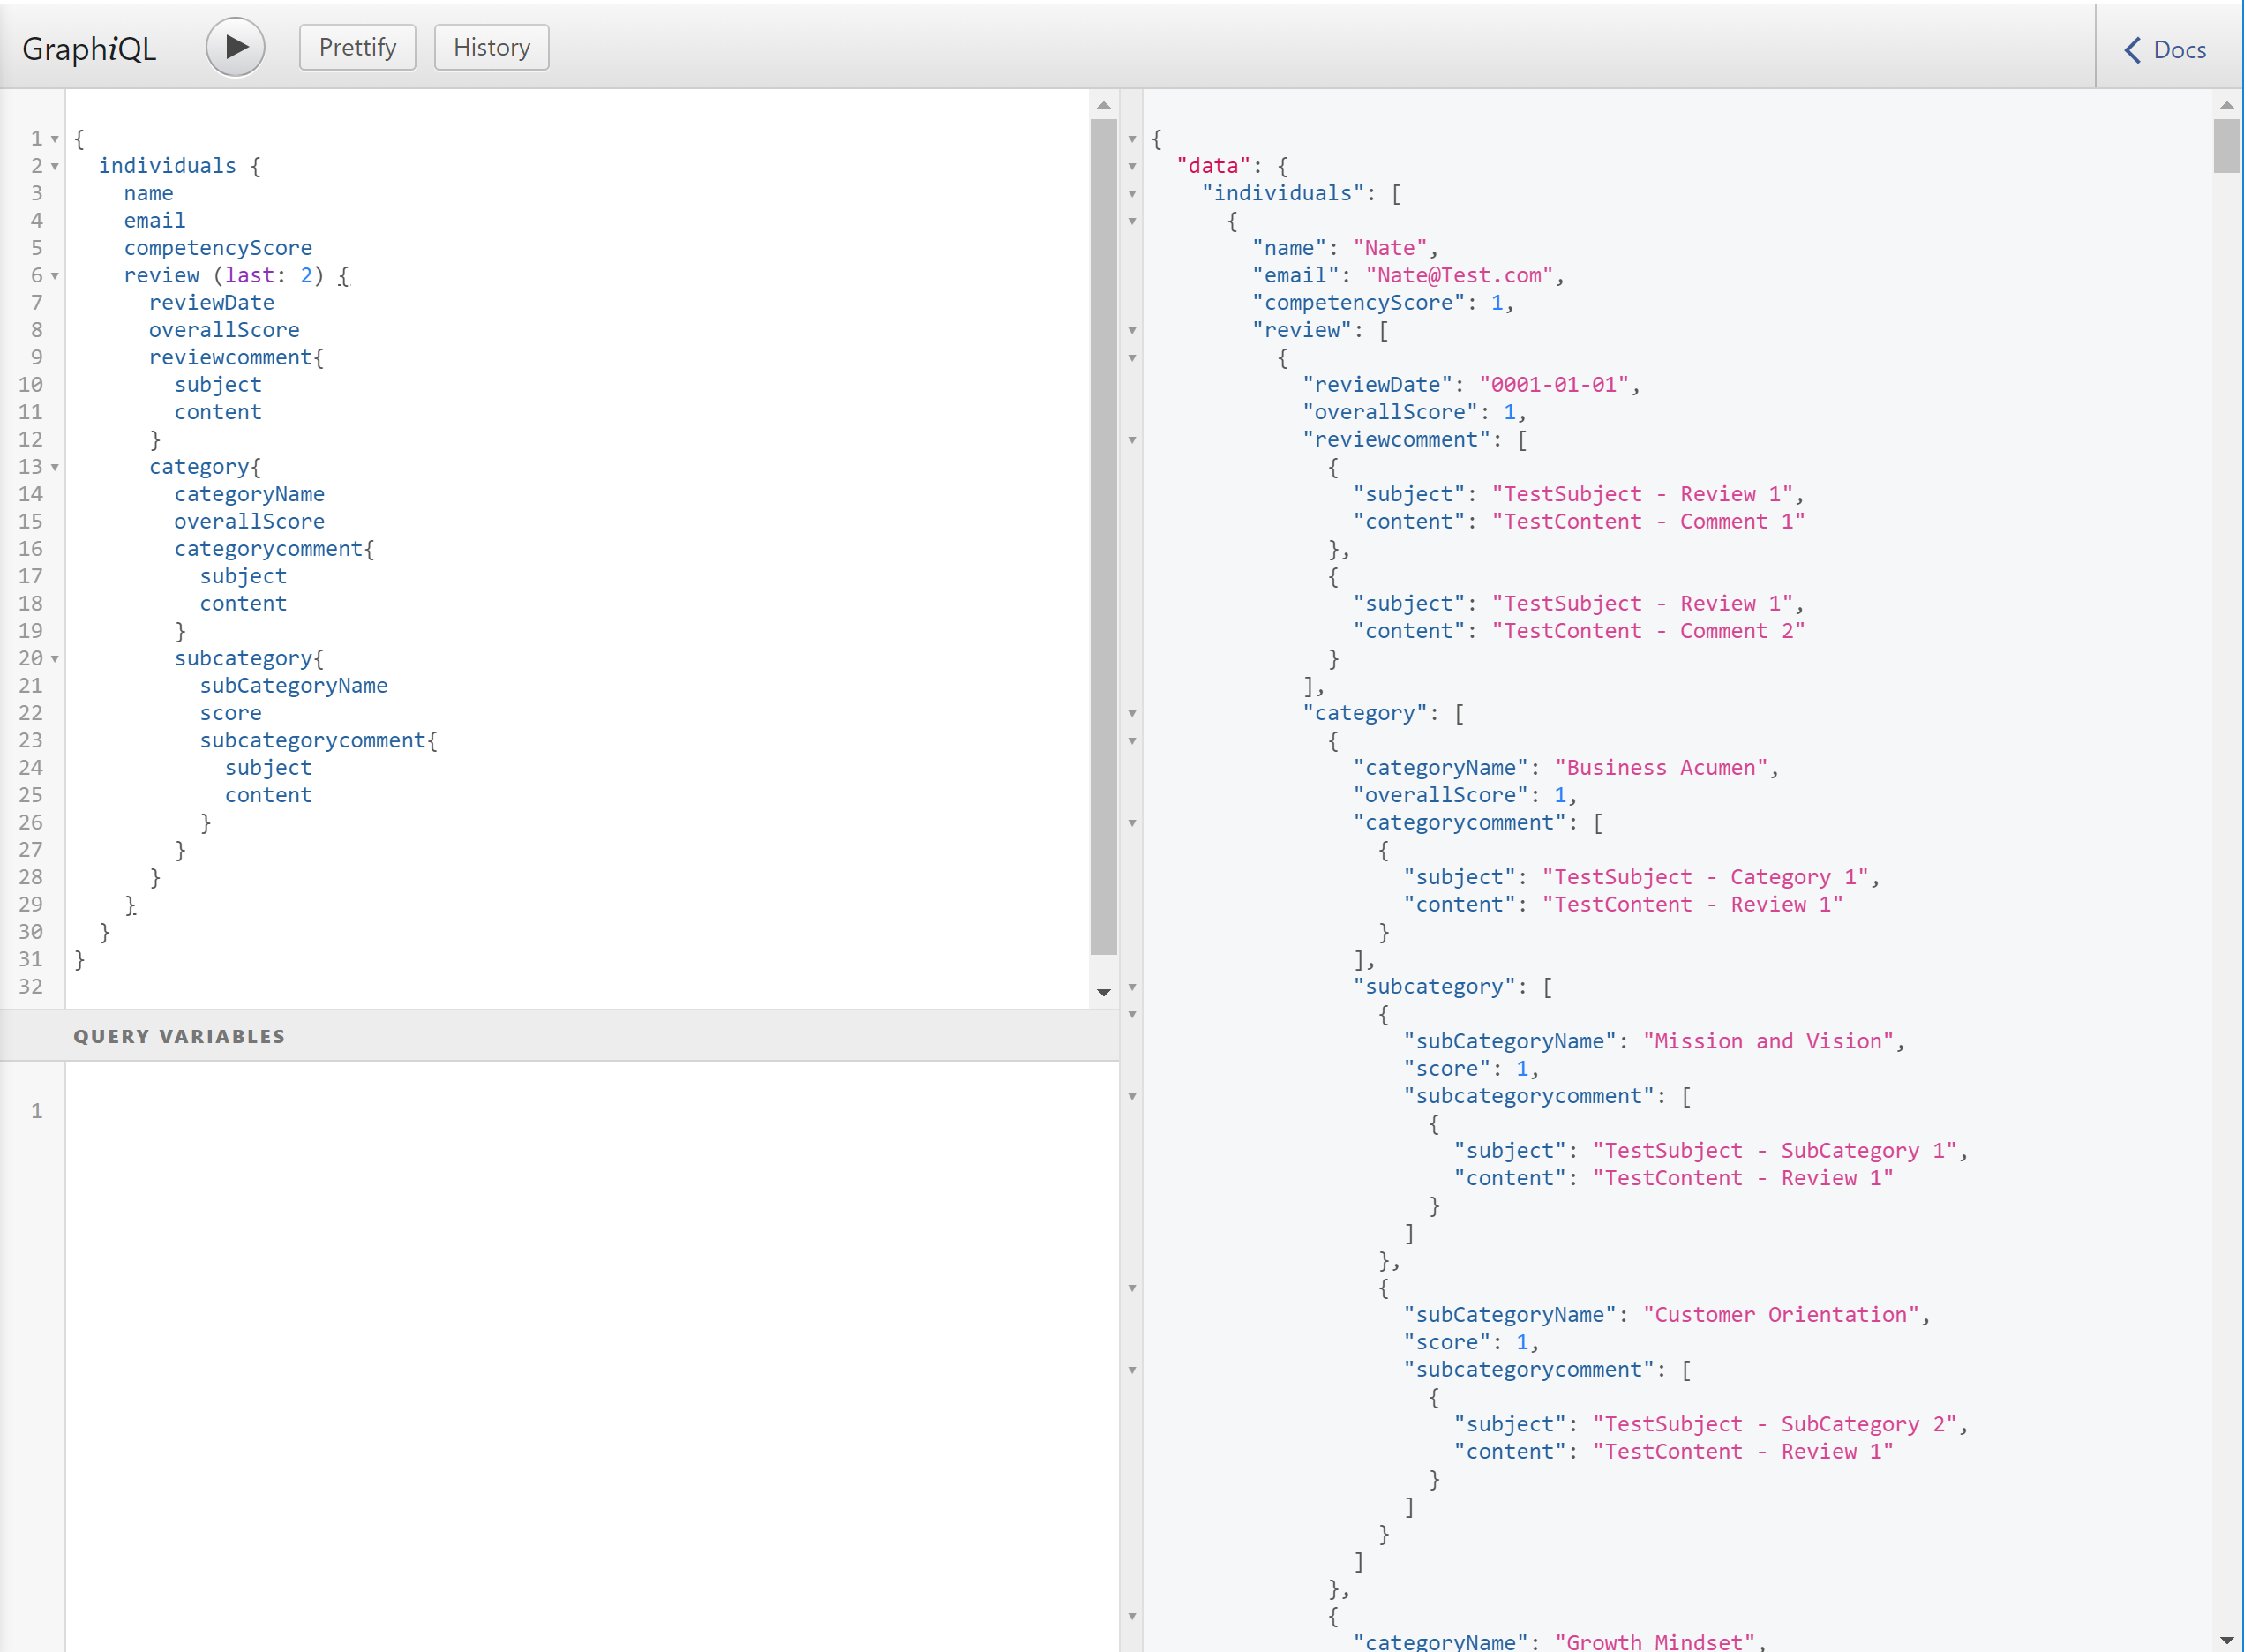 GraphiQL
Prettify
History
Docs
1 {
2   individuals {
3     name
4     email
5     competencyScore
6     review (last: 2) {
7       reviewDate
8       overallScore
9       reviewcomment{
10         subject
11         content
12       }
13       category{
14         categoryName
15         overallScore
16         categorycomment{
17           subject
18           content
19         }
20         subcategory{
21           subCategoryName
22           score
23           subcategorycomment{
24             subject
25             content
26           }
27         }
28       }
29     }
30   }
31 }
32
QUERY VARIABLES
1
{
  "data": {
    "individuals": [
      {
        "name": "Nate",
        "email": "Nate@Test.com",
        "competencyScore": 1,
        "review": [
          {
            "reviewDate": "0001-01-01",
            "overallScore": 1,
            "reviewcomment": [
              {
                "subject": "TestSubject - Review 1",
                "content": "TestContent - Comment 1"
              },
              {
                "subject": "TestSubject - Review 1",
                "content": "TestContent - Comment 2"
              }
            ],
            "category": [
              {
                "categoryName": "Business Acumen",
                "overallScore": 1,
                "categorycomment": [
                  {
                    "subject": "TestSubject - Category 1",
                    "content": "TestContent - Review 1"
                  }
                ],
                "subcategory": [
                  {
                    "subCategoryName": "Mission and Vision",
                    "score": 1,
                    "subcategorycomment": [
                      {
                        "subject": "TestSubject - SubCategory 1",
                        "content": "TestContent - Review 1"
                      }
                    ]
                  },
                  {
                    "subCategoryName": "Customer Orientation",
                    "score": 1,
                    "subcategorycomment": [
                      {
                        "subject": "TestSubject - SubCategory 2",
                        "content": "TestContent - Review 1"
                      }
                    ]
                  }
                ]
              },
              {
                "categoryName": "Growth Mindset",